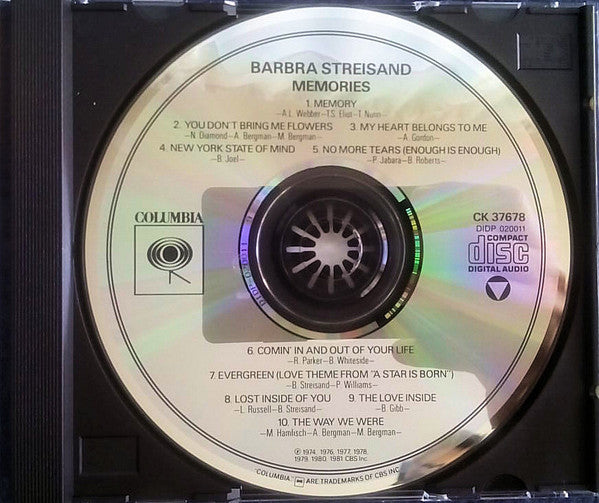 BARBRA STREISAND
MEMORIES
1. MEMORY
—A.L. Webber—T.S. Eliot—T. Nunn—
2. YOU DON'T BRING ME FLOWERS 3. MY HEART BELONGS TO ME
—N. Diamond—A. Bergman—M. Bergman— —A. Gordon—
4. NEW YORK STATE OF MIND 5. NO MORE TEARS (ENOUGH IS ENOUGH)
—B. Joel— —P. Jabara—B. Roberts—
COLUMBIA
CK 37678
DIDP 020011
COMPACT
disc
DIGITAL AUDIO
6. COMIN' IN AND OUT OF YOUR LIFE
—R. Parker—B. Whiteside—
7. EVERGREEN (LOVE THEME FROM "A STAR IS BORN")
—B. Streisand—P. Williams—
8. LOST INSIDE OF YOU 9. THE LOVE INSIDE
—L. Russell—B. Streisand— —B. Gibb—
10. THE WAY WE WERE
—M. Hamlisch—A. Bergman—M. Bergman—
℗ 1974, 1976, 1977, 1978,
1979, 1980, 1981 CBS Inc.
"COLUMBIA," ARE TRADEMARKS OF CBS INC.